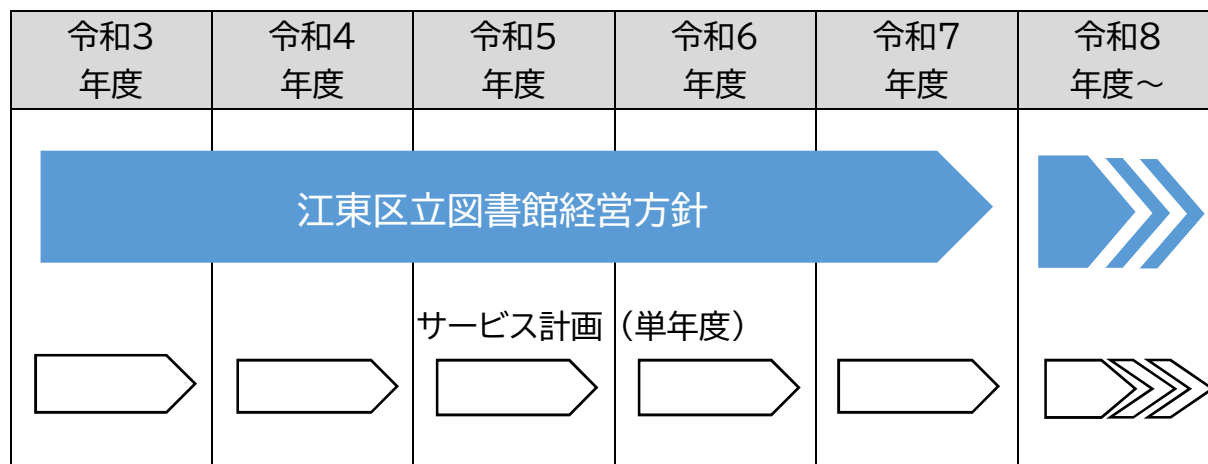 令和3
年度
令和4
年度
令和5
年度
令和6
年度
令和7
年度
令和8
年度～
江東区立図書館経営方針
サービス計画（単年度）